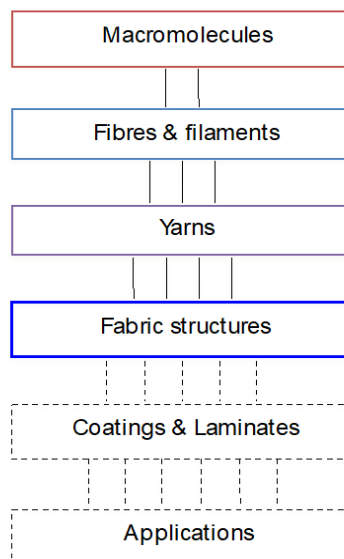 Macromolecules
Fibres & filaments
Yarns
Fabric structures
Coatings & Laminates
Applications